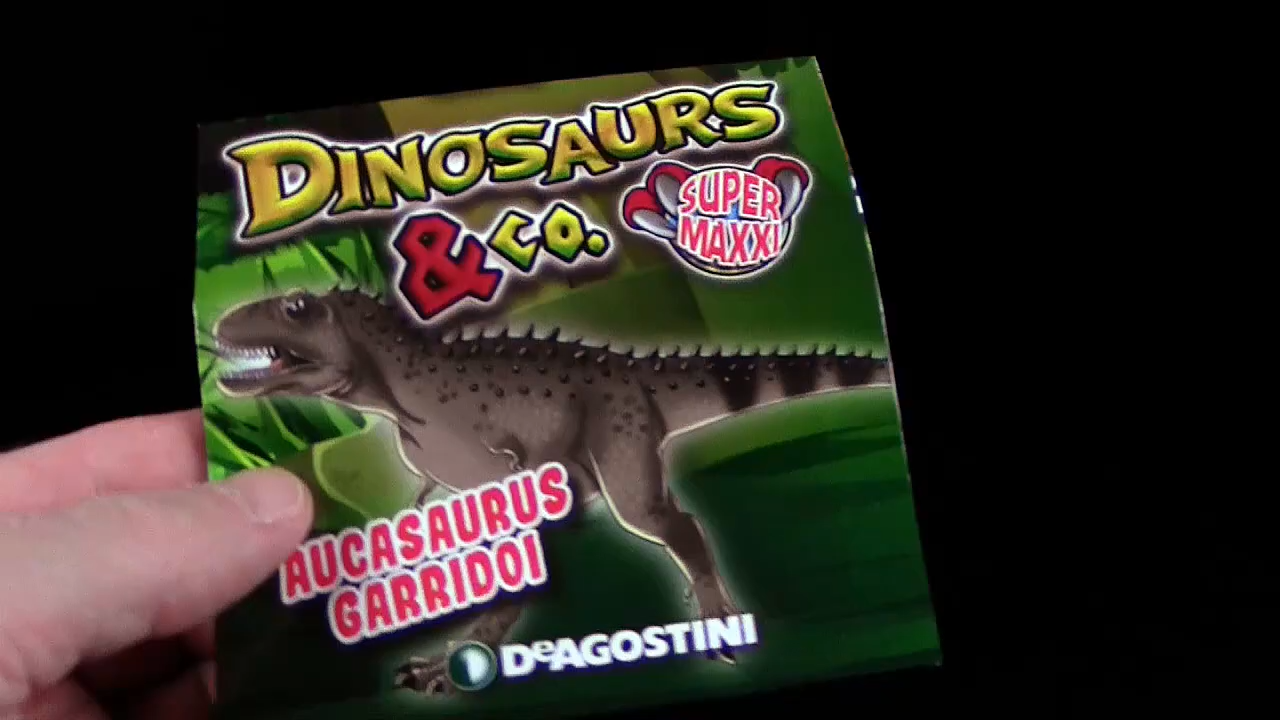 DINOSAURS
& CO.
SUPER
MAXXI
AUCASAURUS
GARRIDOI
DeAGOSTINI